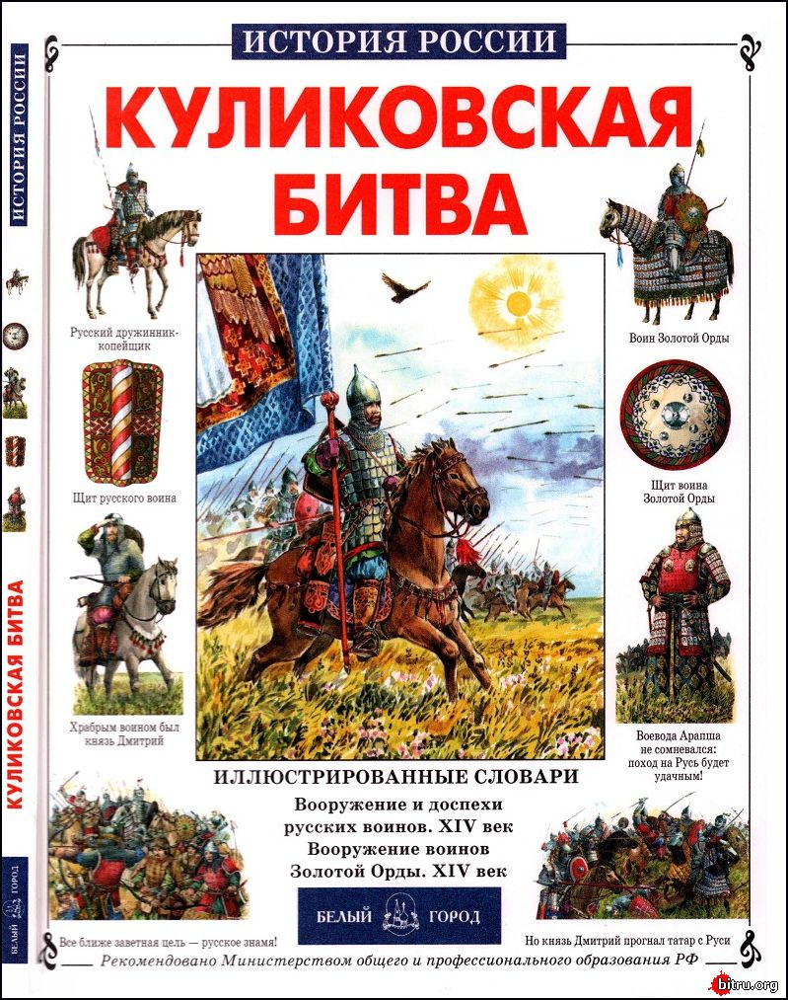 ИСТОРИЯ РОССИИ
КУЛИКОВСКАЯ БИТВА
БЕЛЫЙ ГОРОД
ИСТОРИЯ РОССИИ
КУЛИКОВСКАЯ
БИТВА
Русский дружинник-
копейщик
Воин Золотой Орды
Щит русского воина
Щит воина
Золотой Орды
Храбрым воином был
князь Дмитрий
Воевода Арапша
не сомневался:
поход на Русь будет
удачным!
ИЛЛЮСТРИРОВАННЫЕ СЛОВАРИ
Вооружение и доспехи
русских воинов. XIV век
Вооружение воинов
Золотой Орды. XIV век
БЕЛЫЙ ГОРОД
Все ближе заветная цель — русское знамя!
Но князь Дмитрий прогнал татар с Руси
Рекомендовано Министерством общего и профессионального образования РФ
bitru.org